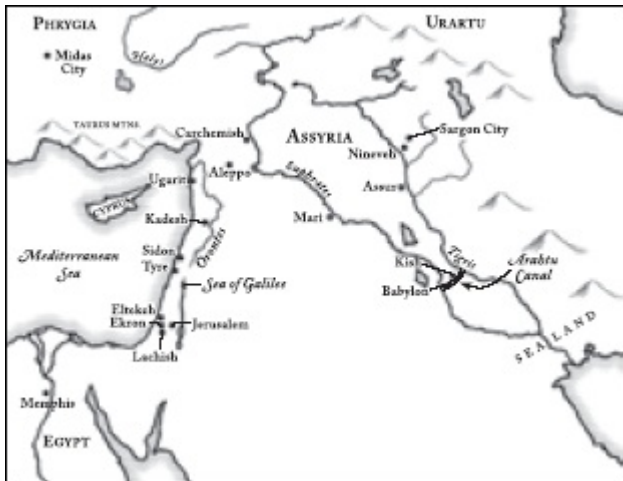 PHRYGIA
URARTU
Midas
City
Halys
TAURUS MTNS.
Carchemish
ASSYRIA
Sargon City
Nineveh
Aleppo
Euphrates
Ugarit
Assur
CYPRUS
Mari
Kadesh
Orontes
Mediterranean
Sea
Sidon
Tyre
Tigris
Kish
Arahtu
Canal
Sea of Galilee
Babylon
Eltekeh
Ekron
Jerusalem
SEALAND
Lachish
Memphis
EGYPT